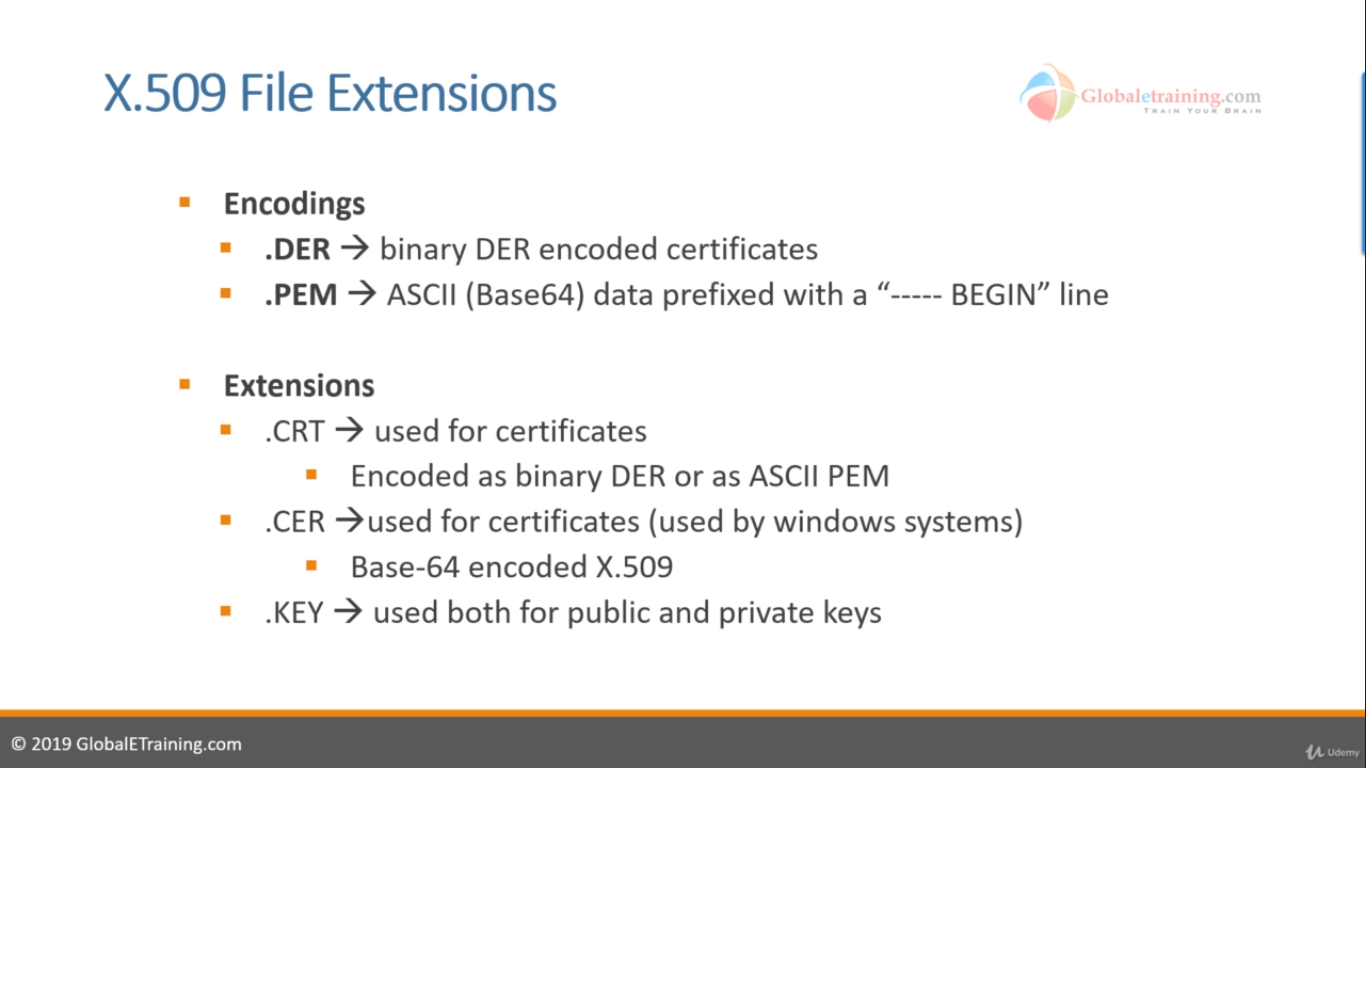 X.509 File Extensions
Globaletraining.com
TRAIN YOUR BRAIN
Encodings
.DER → binary DER encoded certificates
.PEM → ASCII (Base64) data prefixed with a “----- BEGIN” line
Extensions
.CRT → used for certificates
Encoded as binary DER or as ASCII PEM
.CER →used for certificates (used by windows systems)
Base-64 encoded X.509
.KEY → used both for public and private keys
© 2019 GlobalETraining.com
Udemy